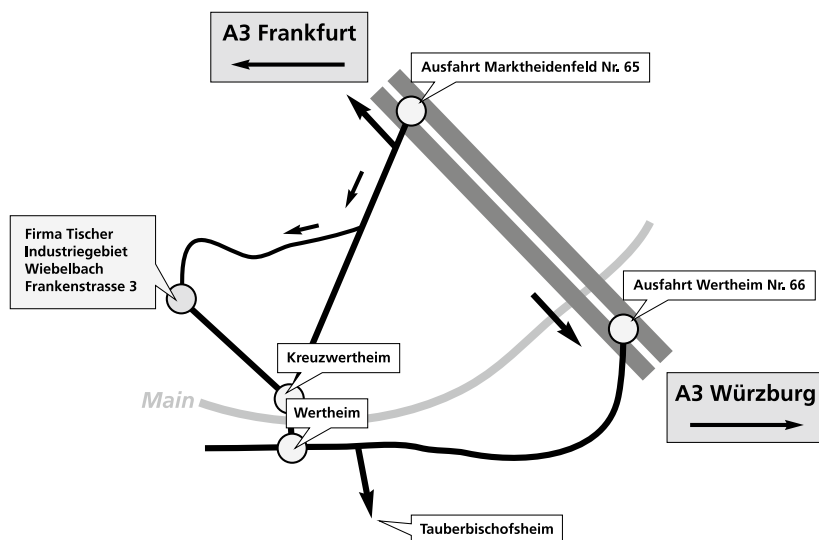 A3 Frankfurt
Ausfahrt Marktheidenfeld Nr. 65
Firma Tischer
Industriegebiet
Wiebelbach
Frankenstrasse 3
Ausfahrt Wertheim Nr. 66
Kreuzwertheim
A3 Würzburg
Main
Wertheim
Tauberbischofsheim